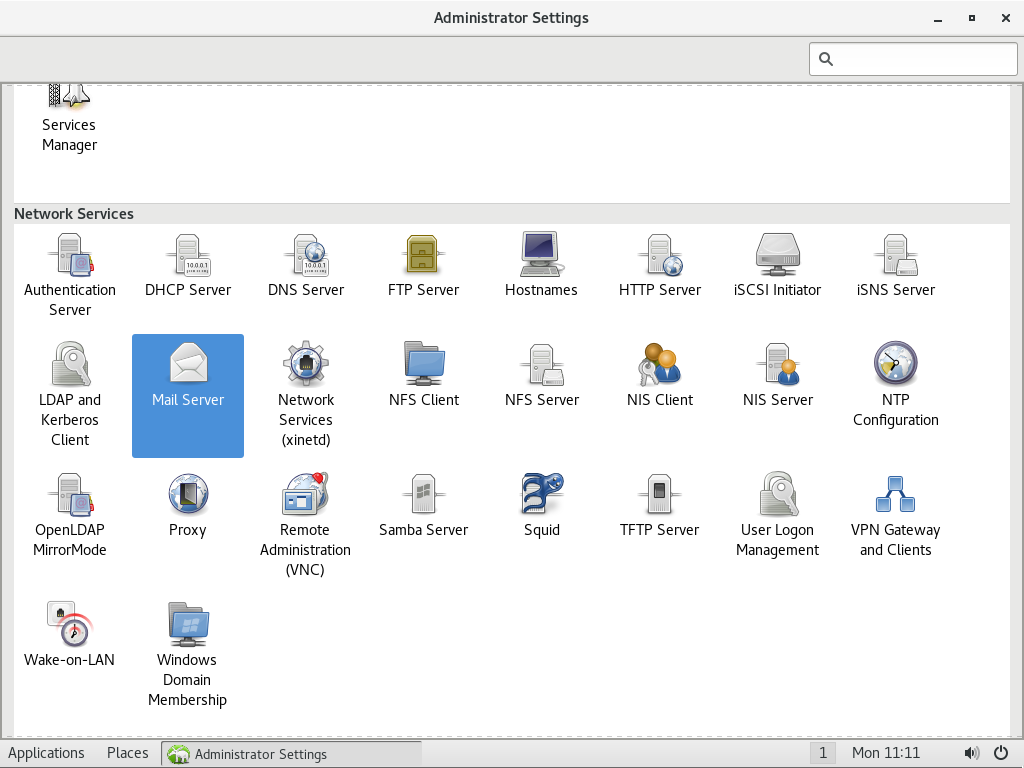 Administrator Settings
Services
Manager
Network Services
Authentication
Server
DHCP Server
DNS Server
FTP Server
Hostnames
HTTP Server
iSCSI Initiator
iSNS Server
LDAP and
Kerberos
Client
Mail Server
Network
Services
(xinetd)
NFS Client
NFS Server
NIS Client
NIS Server
NTP
Configuration
OpenLDAP
MirrorMode
Proxy
Remote
Administration
(VNC)
Samba Server
Squid
TFTP Server
User Logon
Management
VPN Gateway
and Clients
Wake-on-LAN
Windows
Domain
Membership
Applications Places Administrator Settings 1 Mon 11:11